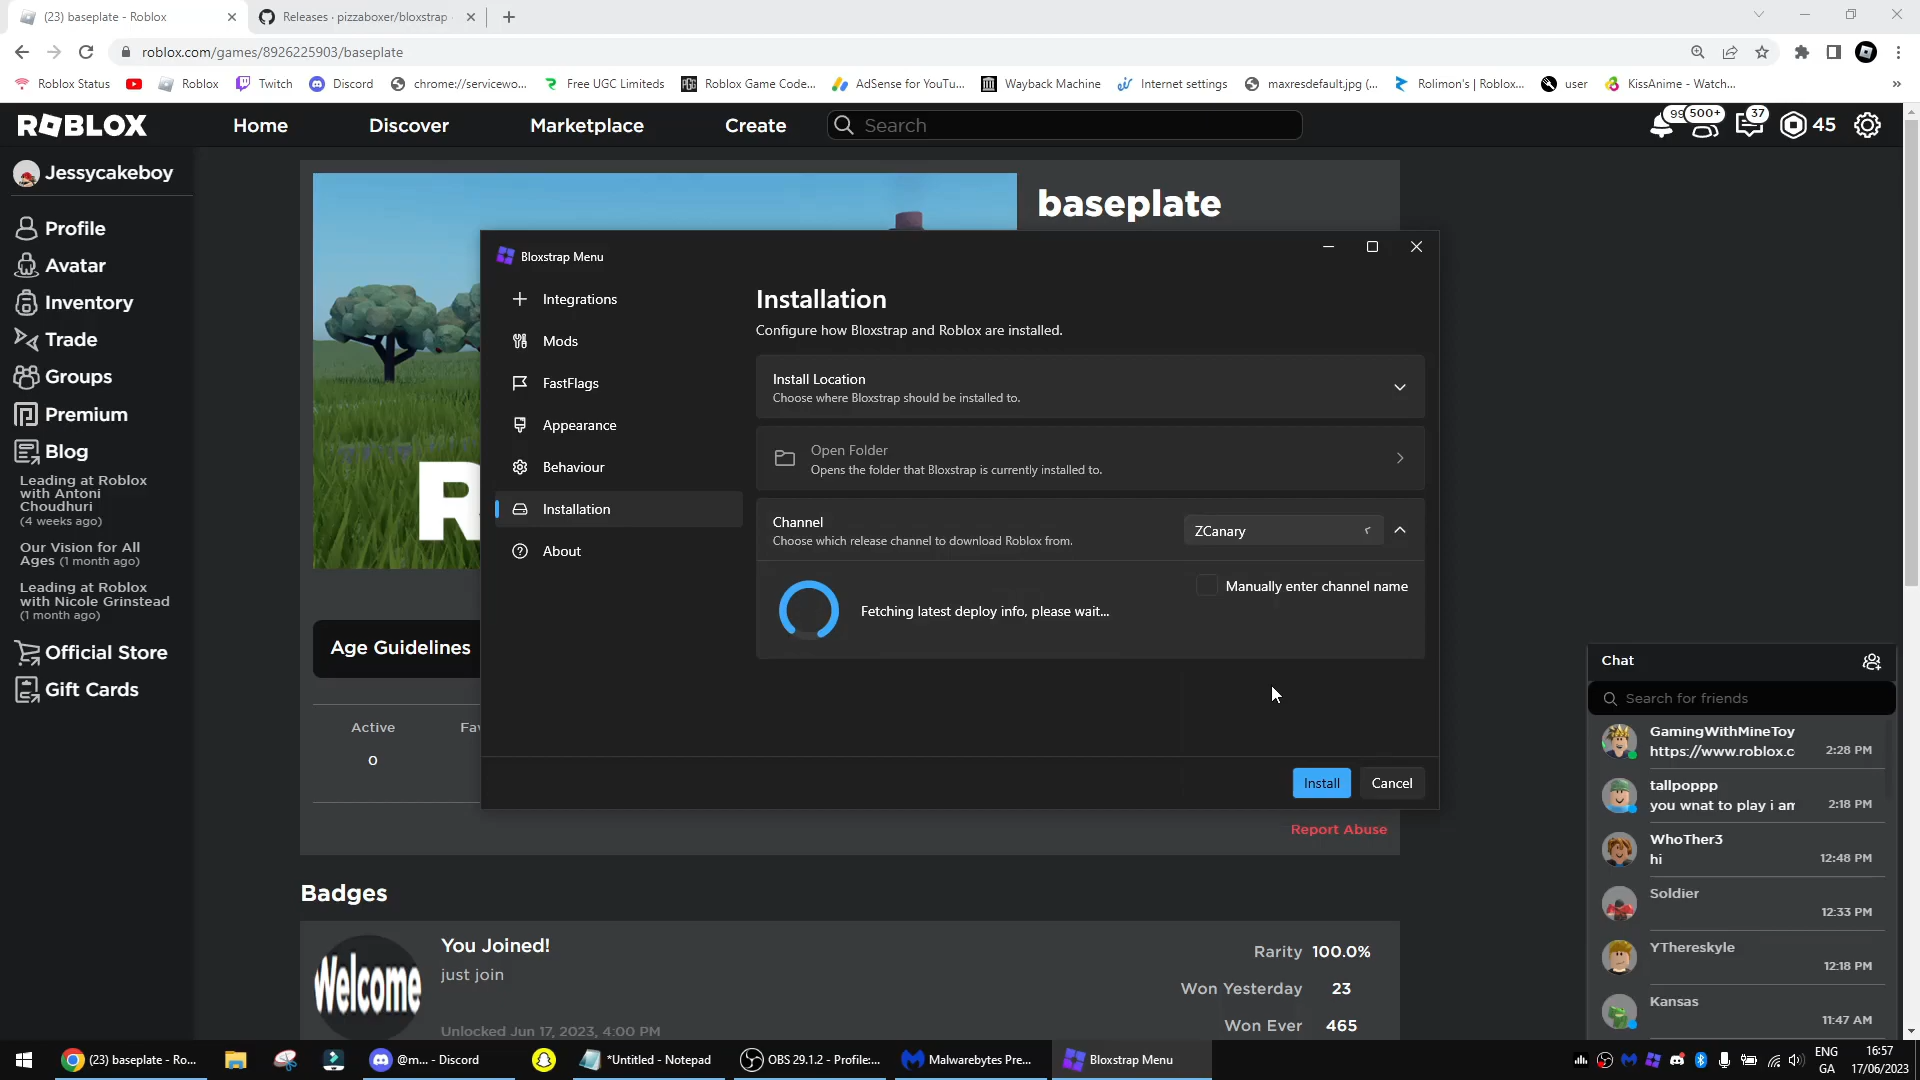 (23) baseplate - Roblox
Releases · pizzaboxer/bloxstrap
roblox.com/games/8926225903/baseplate
Roblox Status
Roblox
Twitch
Discord
chrome://servicewo...
Free UGC Limiteds
Roblox Game Code...
AdSense for YouTu...
Wayback Machine
Internet settings
maxresdefault.jpg (...
Rolimon's | Roblox...
user
KissAnime - Watch...
»
ROBLOX
Home
Discover
Marketplace
Create
Search
99
500+
37
45
Jessycakeboy
Profile
Avatar
Inventory
Trade
Groups
Premium
Blog
Leading at Roblox
with Antoni
Choudhuri
(4 weeks ago)
Our Vision for All
Ages (1 month ago)
Leading at Roblox
with Nicole Grinstead
(1 month ago)
Official Store
Gift Cards
baseplate
R
Age Guidelines
Active
Fa
0
Bloxstrap Menu
Integrations
Mods
FastFlags
Appearance
Behaviour
Installation
About
Installation
Configure how Bloxstrap and Roblox are installed.
Install Location
Choose where Bloxstrap should be installed to.
Open Folder
Opens the folder that Bloxstrap is currently installed to.
Channel
Choose which release channel to download Roblox from.
ZCanary
Manually enter channel name
Fetching latest deploy info, please wait...
Install
Cancel
Report Abuse
Badges
Welcome
You Joined!
just join
Unlocked Jun 17, 2023, 4:00 PM
Rarity 100.0%
Won Yesterday 23
Won Ever 465
Chat
Search for friends
GamingWithMineToy
https://www.roblox.c 2:28 PM
tallpoppp
you wnat to play i am 2:18 PM
WhoTher3
hi 12:48 PM
Soldier
12:33 PM
YThereskyle
12:18 PM
Kansas
11:47 AM
(23) baseplate - Ro...
@m... - Discord
*Untitled - Notepad
OBS 29.1.2 - Profile:...
Malwarebytes Pre...
Bloxstrap Menu
ENG
GA
16:57
17/06/2023